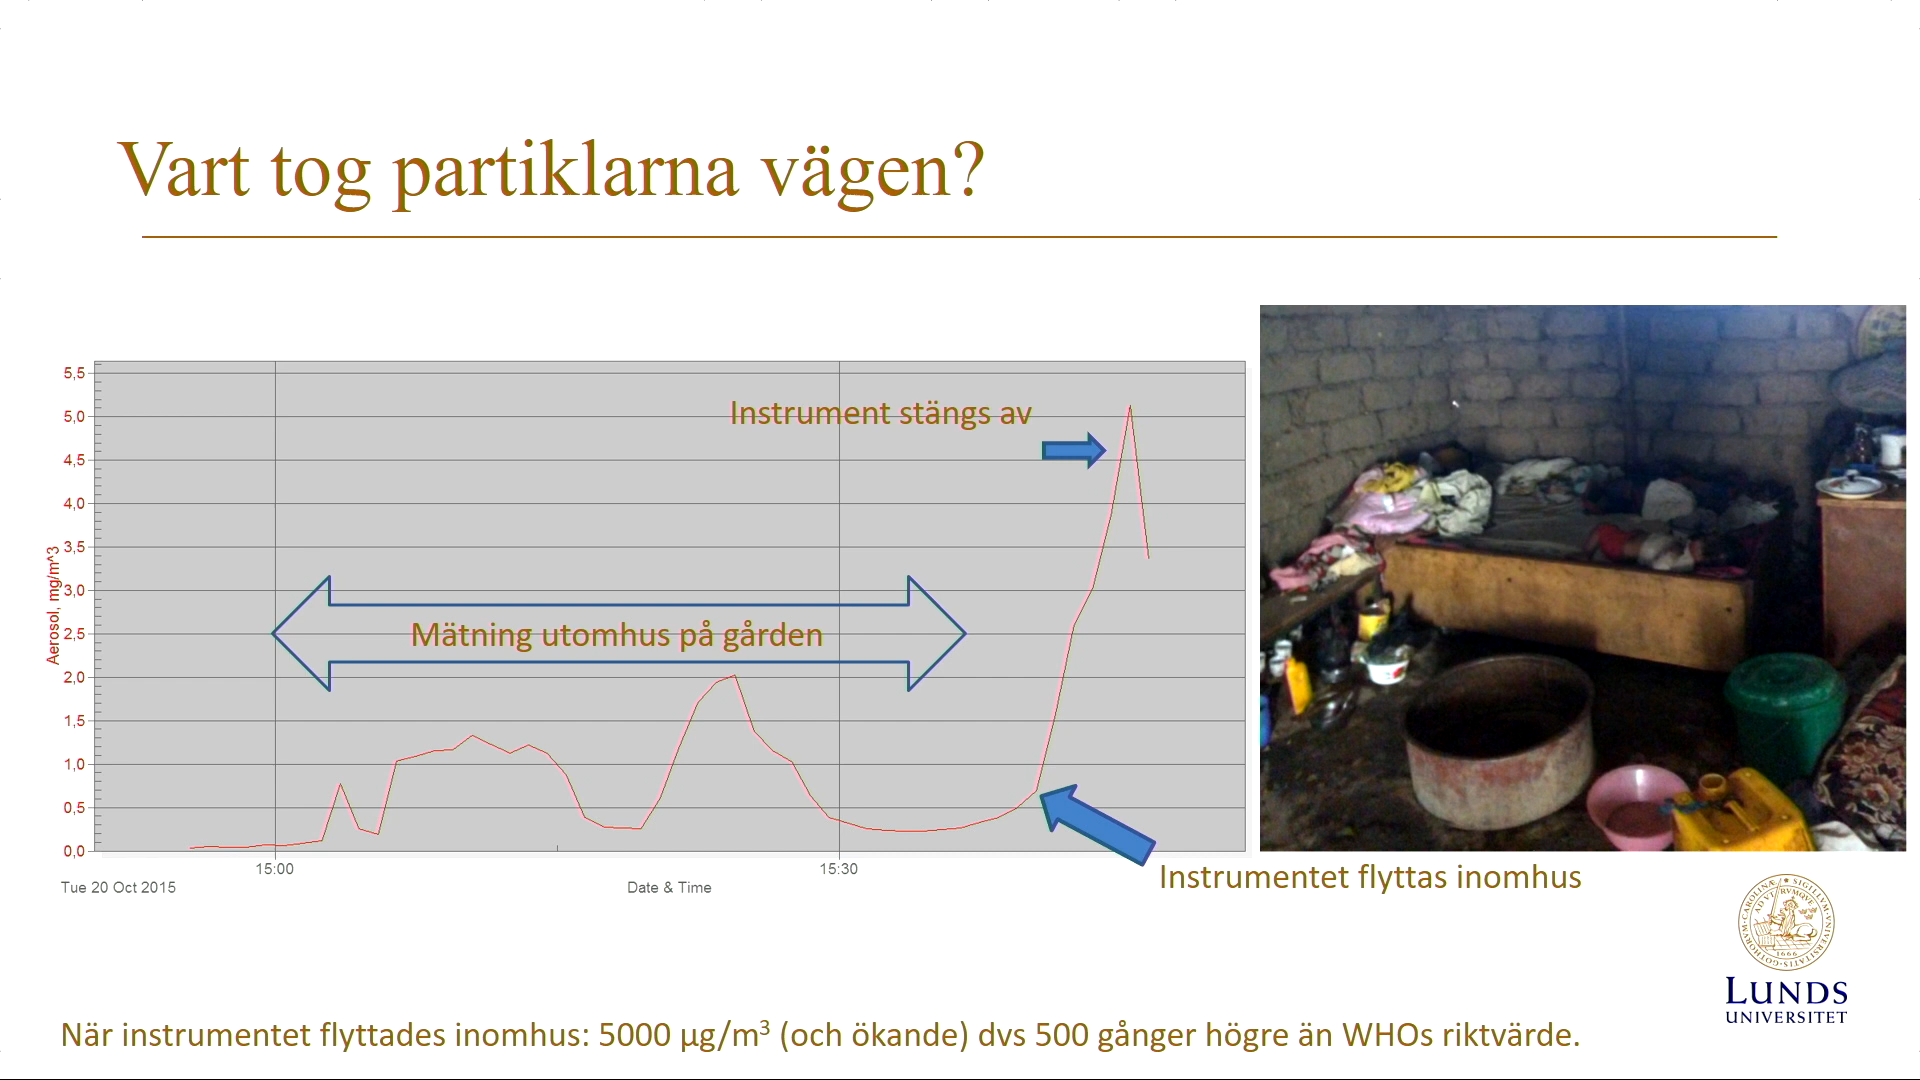 Vart tog partiklarna vägen?
5,5
5,0
4,5
4,0
3,5
3,0
2,5
2,0
1,5
1,0
0,5
0,0
Aerosol, mg/m^3
Instrument stängs av
Mätning utomhus på gården
15:00
15:30
Tue 20 Oct 2015
Date & Time
Instrumentet flyttas inomhus
LUNDS
UNIVERSITET
När instrumentet flyttades inomhus: 5000 µg/m³ (och ökande) dvs 500 gånger högre än WHOs riktvärde.